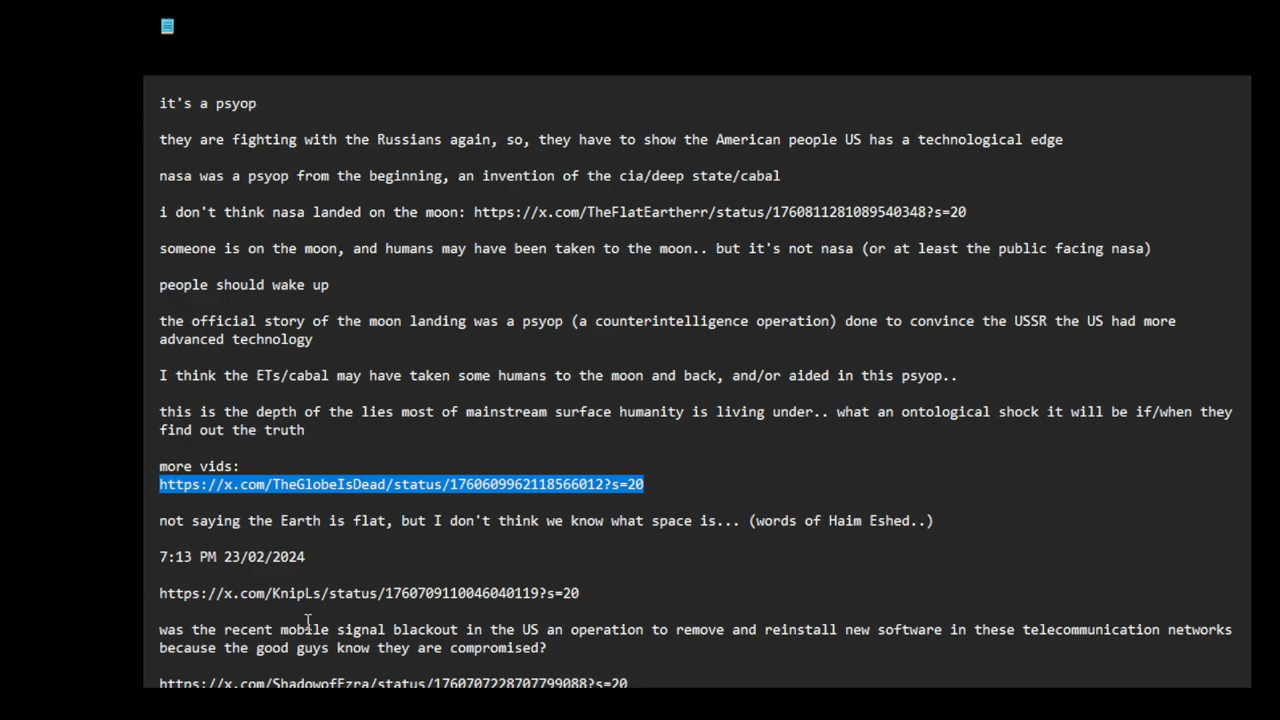 it's a psyop
they are fighting with the Russians again, so, they have to show the American people US has a technological edge
nasa was a psyop from the beginning, an invention of the cia/deep state/cabal
i don't think nasa landed on the moon: https://x.com/TheFlatEartherr/status/1760811281089540348?s=20
someone is on the moon, and humans may have been taken to the moon.. but it's not nasa (or at least the public facing nasa)
people should wake up
the official story of the moon landing was a psyop (a counterintelligence operation) done to convince the USSR the US had more
advanced technology
I think the ETs/cabal may have taken some humans to the moon and back, and/or aided in this psyop..
this is the depth of the lies most of mainstream surface humanity is living under.. what an ontological shock it will be if/when they
find out the truth
more vids:
https://x.com/TheGlobeIsDead/status/1760609962118566012?s=20
not saying the Earth is flat, but I don't think we know what space is... (words of Haim Eshed..)
7:13 PM 23/02/2024
https://x.com/KnipLs/status/1760709110046040119?s=20
was the recent mobile signal blackout in the US an operation to remove and reinstall new software in these telecommunication networks
because the good guys know they are compromised?
https://x.com/ShadowofEzra/status/1760707228707799088?s=20